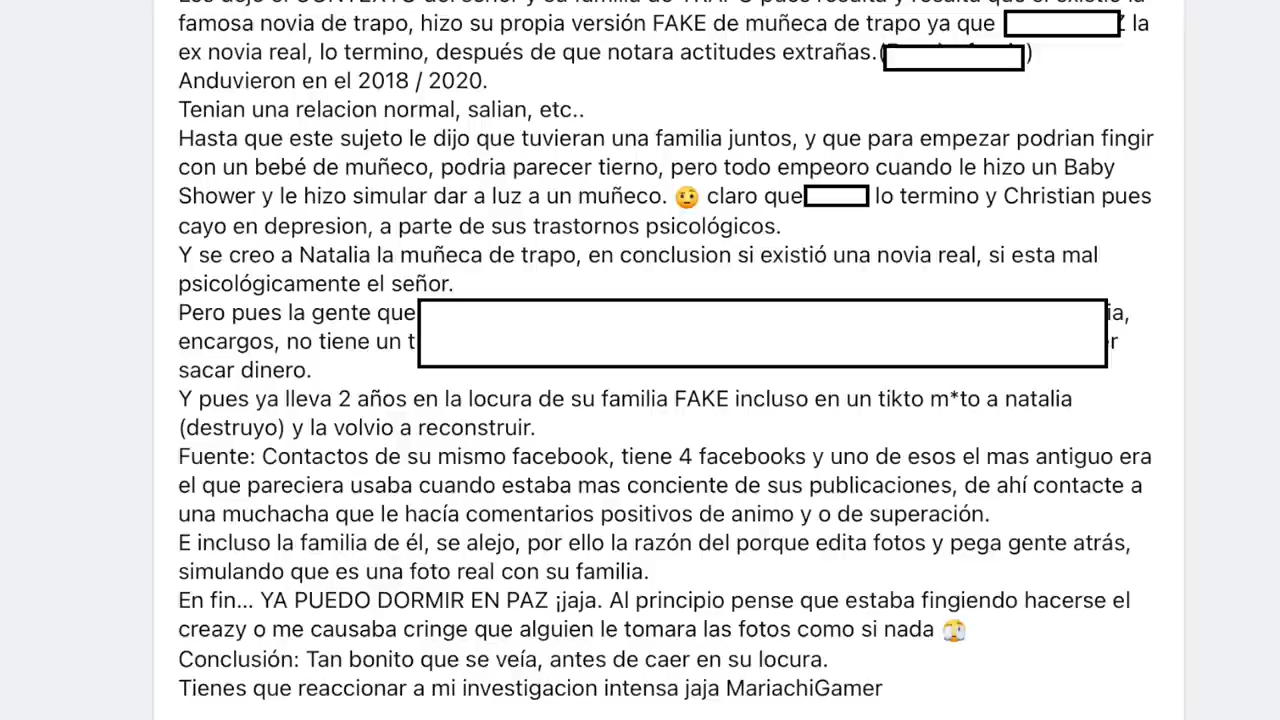 famosa novia de trapo, hizo su propia versión FAKE de muñeca de trapo ya que la
ex novia real, lo termino, después de que notara actitudes extrañas.( )
Anduvieron en el 2018 / 2020.
Tenian una relacion normal, salian, etc..
Hasta que este sujeto le dijo que tuvieran una familia juntos, y que para empezar podrian fingir
con un bebé de muñeco, podria parecer tierno, pero todo empeoro cuando le hizo un Baby
Shower y le hizo simular dar a luz a un muñeco. 🤨 claro que lo termino y Christian pues
cayo en depresion, a parte de sus trastornos psicológicos.
Y se creo a Natalia la muñeca de trapo, en conclusion si existió una novia real, si esta mal
psicológicamente el señor.
Pero pues la gente que
encargos, no tiene un
sacar dinero.
Y pues ya lleva 2 años en la locura de su familia FAKE incluso en un tikto m*to a natalia
(destruyo) y la volvio a reconstruir.
Fuente: Contactos de su mismo facebook, tiene 4 facebooks y uno de esos el mas antiguo era
el que pareciera usaba cuando estaba mas conciente de sus publicaciones, de ahí contacte a
una muchacha que le hacía comentarios positivos de animo y o de superación.
E incluso la familia de él, se alejo, por ello la razón del porque edita fotos y pega gente atrás,
simulando que es una foto real con su familia.
En fin... YA PUEDO DORMIR EN PAZ ¡jaja. Al principio pense que estaba fingiendo hacerse el
creazy o me causaba cringe que alguien le tomara las fotos como si nada 🫣
Conclusión: Tan bonito que se veía, antes de caer en su locura.
Tienes que reaccionar a mi investigacion intensa jaja MariachiGamer